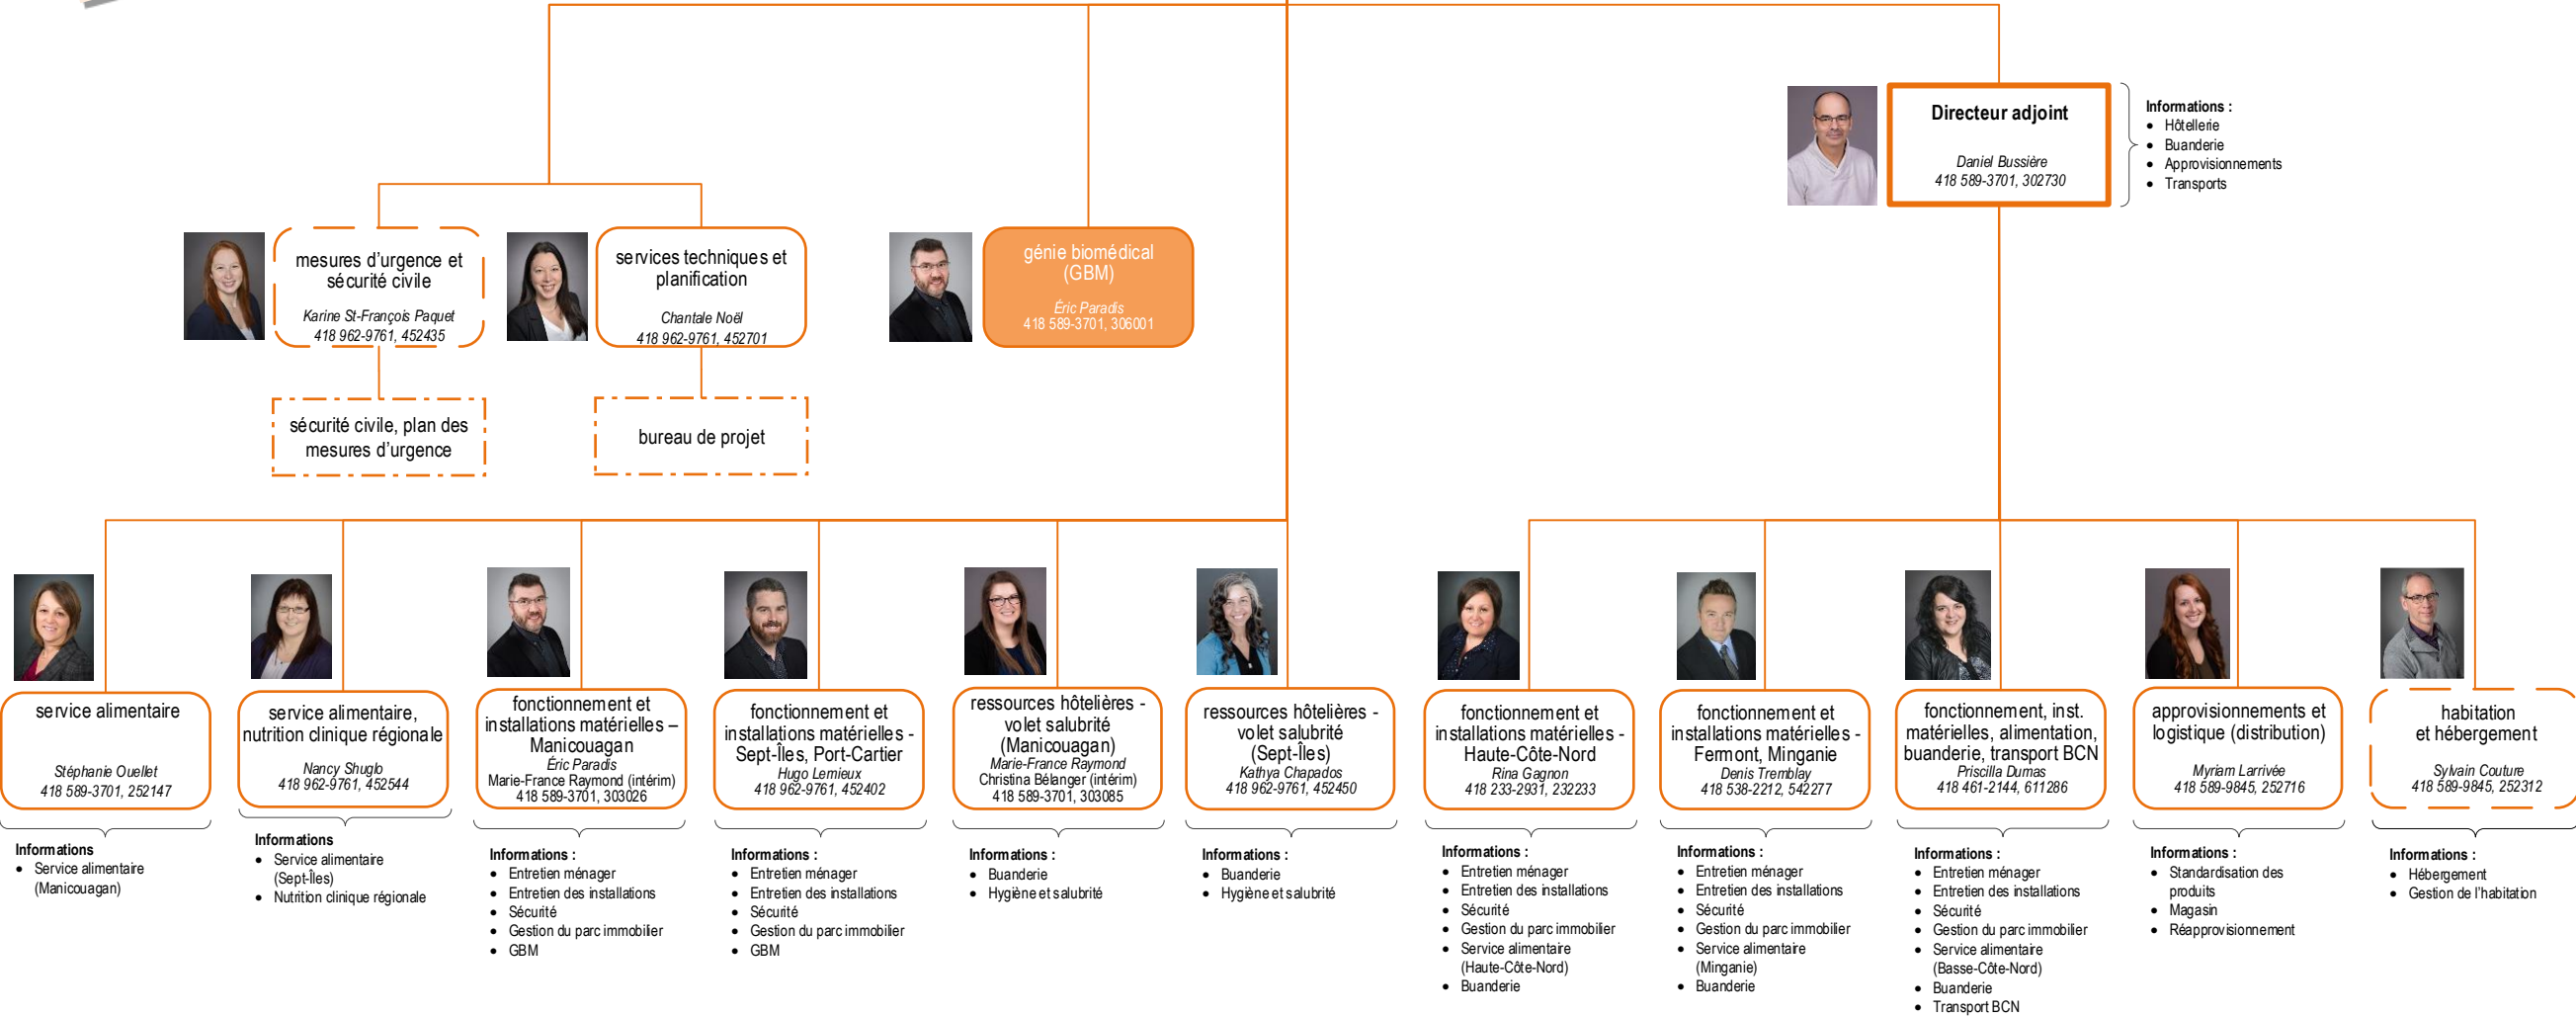 Directeur adjoint
Daniel Bussière
418 589-3701, 302730
Informations :
• Hôtellerie
• Buanderie
• Approvisionnements
• Transports
mesures d’urgence et
sécurité civile
Karine St-François Paquet
418 962-9761, 452435
services techniques et
planification
Chantale Noël
418 962-9761, 452701
génie biomédical
(GBM)
Éric Paradis
418 589-3701, 306001
sécurité civile, plan des
mesures d’urgence
bureau de projet
service alimentaire
Stéphanie Ouellet
418 589-3701, 252147
Informations
• Service alimentaire
(Manicouagan)
service alimentaire,
nutrition clinique régionale
Nancy Shuglo
418 962-9761, 452544
Informations
• Service alimentaire
(Sept-Îles)
• Nutrition clinique régionale
fonctionnement et
installations matérielles –
Manicouagan
Éric Paradis
Marie-France Raymond (intérim)
418 589-3701, 303026
Informations :
• Entretien ménager
• Entretien des installations
• Sécurité
• Gestion du parc immobilier
• GBM
fonctionnement et
installations matérielles -
Sept-Îles, Port-Cartier
Hugo Lemieux
418 962-9761, 452402
Informations :
• Entretien ménager
• Entretien des installations
• Sécurité
• Gestion du parc immobilier
• GBM
ressources hôtelières -
volet salubrité
(Manicouagan)
Marie-France Raymond
Christina Bélanger (intérim)
418 589-3701, 303085
Informations :
• Buanderie
• Hygiène et salubrité
ressources hôtelières -
volet salubrité
(Sept-Îles)
Kathya Chapados
418 962-9761, 452450
Informations :
• Buanderie
• Hygiène et salubrité
fonctionnement et
installations matérielles -
Haute-Côte-Nord
Rina Gagnon
418 233-2931, 232233
Informations :
• Entretien ménager
• Entretien des installations
• Sécurité
• Gestion du parc immobilier
• Service alimentaire
(Haute-Côte-Nord)
• Buanderie
fonctionnement et
installations matérielles -
Fermont, Minganie
Denis Tremblay
418 538-2212, 542277
Informations :
• Entretien ménager
• Entretien des installations
• Sécurité
• Gestion du parc immobilier
• Service alimentaire
(Minganie)
• Buanderie
fonctionnement, inst.
matérielles, alimentation,
buanderie, transport BCN
Priscilla Dumas
418 461-2144, 611286
Informations :
• Entretien ménager
• Entretien des installations
• Sécurité
• Gestion du parc immobilier
• Service alimentaire
(Basse-Côte-Nord)
• Buanderie
• Transport BCN
approvisionnements et
logistique (distribution)
Myriam Larrivée
418 589-9845, 252716
Informations :
• Standardisation des
produits
• Magasin
• Réapprovisionnement
habitation
et hébergement
Sylvain Couture
418 589-9845, 252312
Informations :
• Hébergement
• Gestion de l’habitation